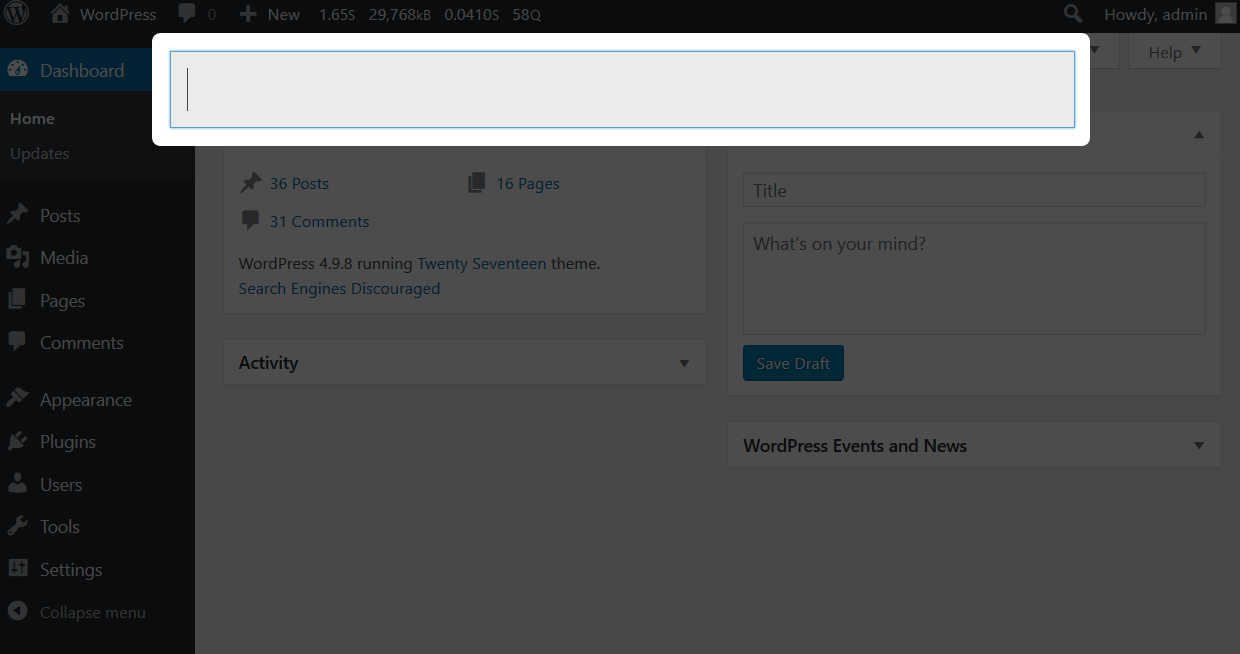 WordPress 0 New 1.65S 29,768KB 0.0410S 58Q Howdy, admin
Dashboard
Help
Home
Updates
Posts
Media
Pages
Comments
Appearance
Plugins
Users
Tools
Settings
Collapse menu
36 Posts 16 Pages
31 Comments
WordPress 4.9.8 running Twenty Seventeen theme.
Search Engines Discouraged
Activity
Title
What's on your mind?
Save Draft
WordPress Events and News